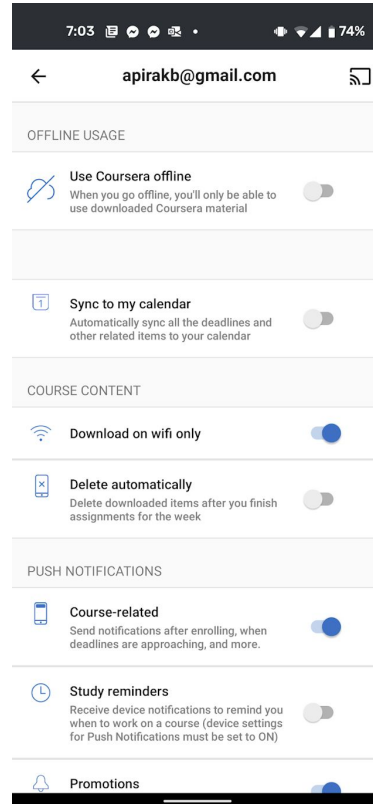 7:03
74%
apirakb@gmail.com
OFFLINE USAGE
Use Coursera offline
When you go offline, you'll only be able to
use downloaded Coursera material
1
Sync to my calendar
Automatically sync all the deadlines and
other related items to your calendar
COURSE CONTENT
Download on wifi only
Delete automatically
Delete downloaded items after you finish
assignments for the week
PUSH NOTIFICATIONS
Course-related
Send notifications after enrolling, when
deadlines are approaching, and more.
Study reminders
Receive device notifications to remind you
when to work on a course (device settings
for Push Notifications must be set to ON)
Promotions